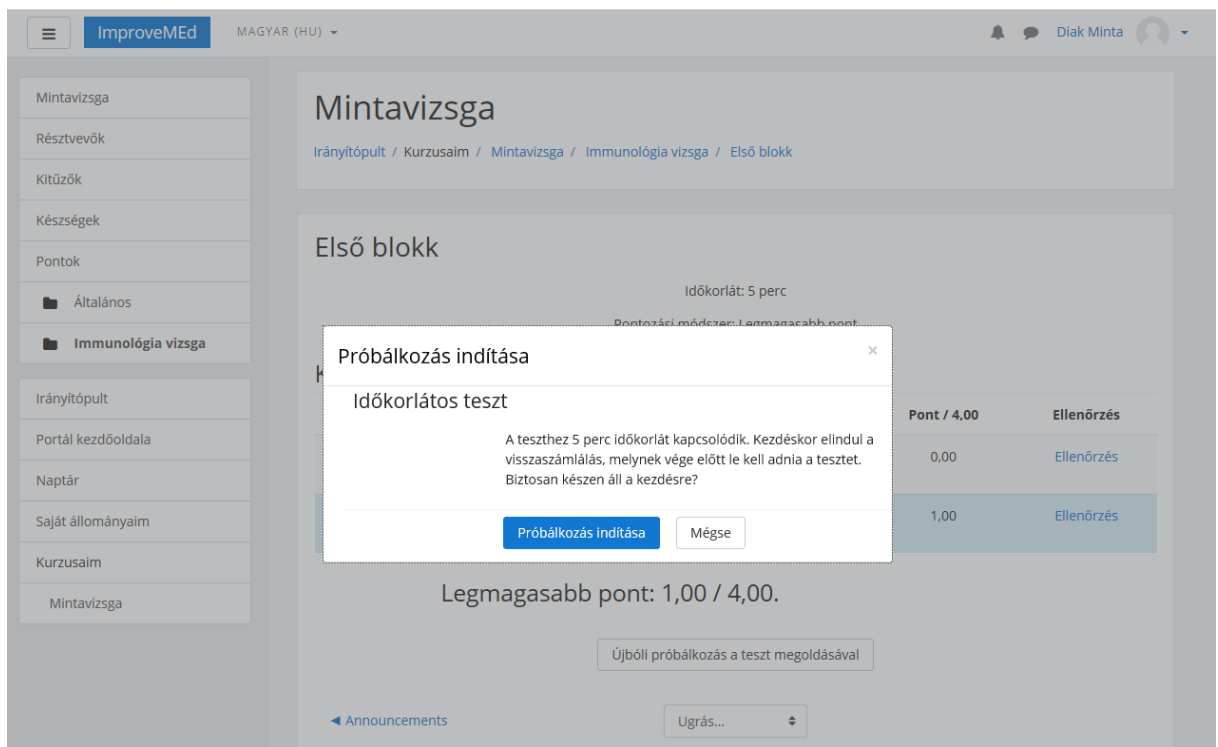 ImproveMEd
MAGYAR (HU)
Diak Minta
Mintavizsga
Résztvevők
Kitűzők
Készségek
Pontok
Általános
Immunológia vizsga
Irányítópult
Portál kezdőoldala
Naptár
Saját állományaim
Kurzusaim
Mintavizsga
Mintavizsga
Irányítópult / Kurzusaim / Mintavizsga / Immunológia vizsga / Első blokk
Első blokk
Időkorlát: 5 perc
Pontozási módszer: Legmagasabb pont
Próbálkozás indítása ×
Időkorlátos teszt
A teszthez 5 perc időkorlát kapcsolódik. Kezdéskor elindul a
visszaszámlálás, melynek vége előtt le kell adnia a tesztet.
Biztosan készen áll a kezdésre?
Próbálkozás indítása Mégse
Pont / 4,00 Ellenőrzés
0,00 Ellenőrzés
1,00 Ellenőrzés
Legmagasabb pont: 1,00 / 4,00.
Újbóli próbálkozás a teszt megoldásával
◄ Announcements
Ugrás...